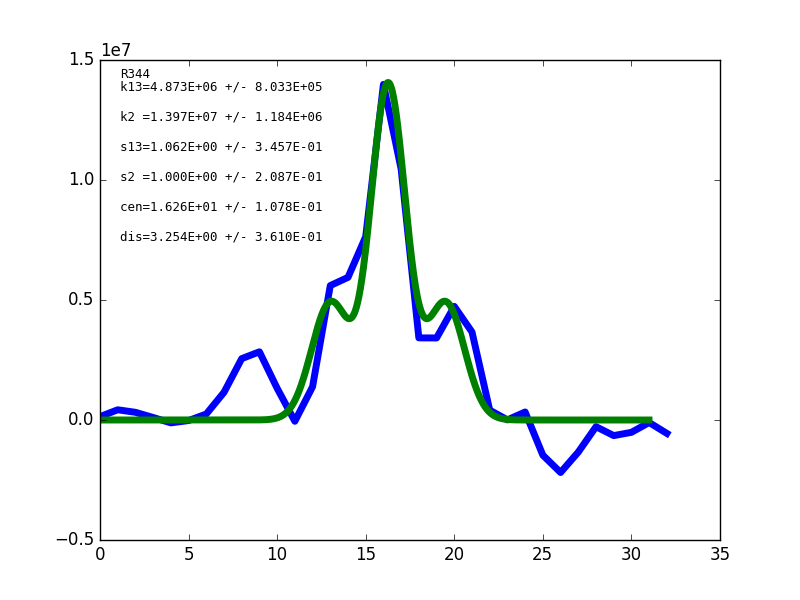 1e7
1.5
R344
k13=4.873E+06 +/- 8.033E+05
k2 =1.397E+07 +/- 1.184E+06
s13=1.062E+00 +/- 3.457E-01
1.0
s2 =1.000E+00 +/- 2.087E-01
cen=1.626E+01 +/- 1.078E-01
dis=3.254E+00 +/- 3.610E-01
0.5
0.0
−0.5
0 5 10 15 20 25 30 35